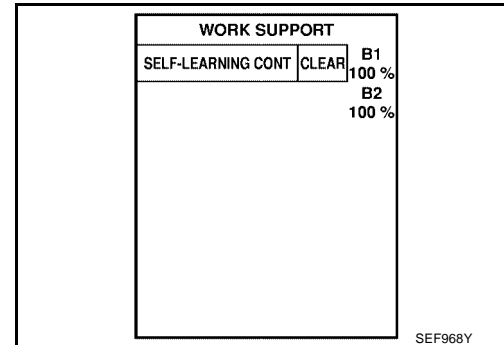 WORK SUPPORT
SELF-LEARNING CONT CLEAR B1
100 %
B2
100 %
SEF968Y